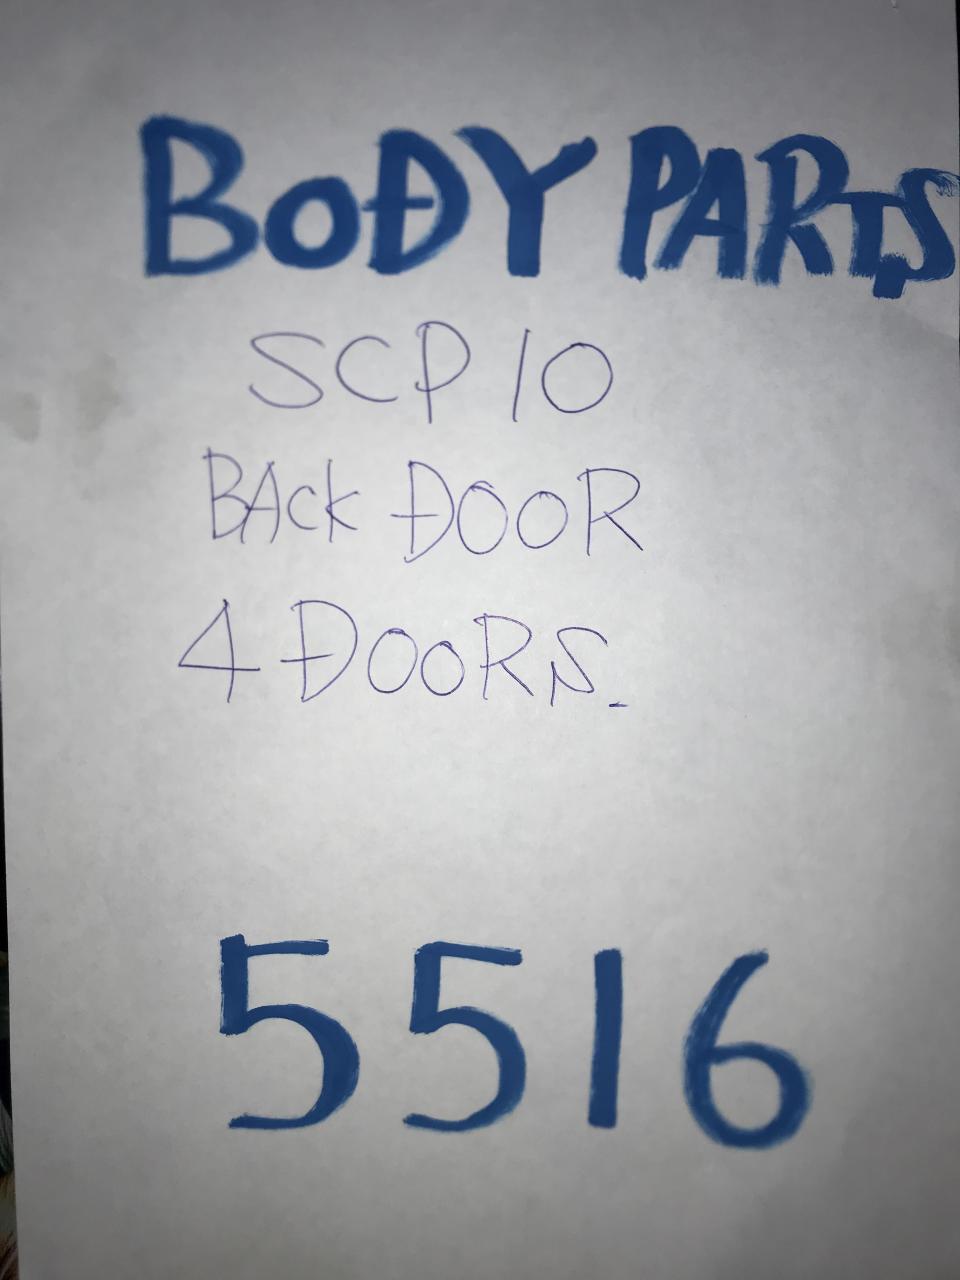 BODY PARTS
SCP 10
BACK DOOR
4 DOORS.
5516